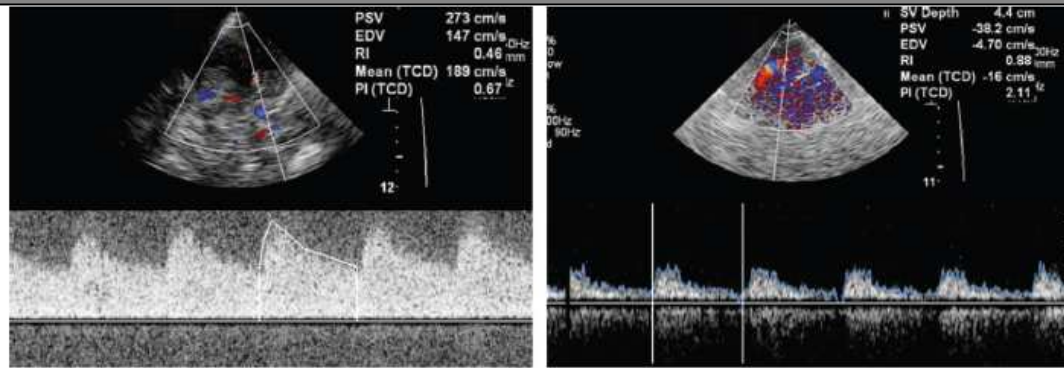 PSV 273 cm/s
EDV 147 cm/s
RI 0.46 mm
Mean (TCD) 189 cm/s
PI (TCD) 0.67
12
SV Depth 4.4 cm
PSV -38.2 cm/s
EDV -4.70 cm/s
RI 0.88
Mean (TCD) -16 cm/s
PI (TCD) 2.11
11
%
90Hz